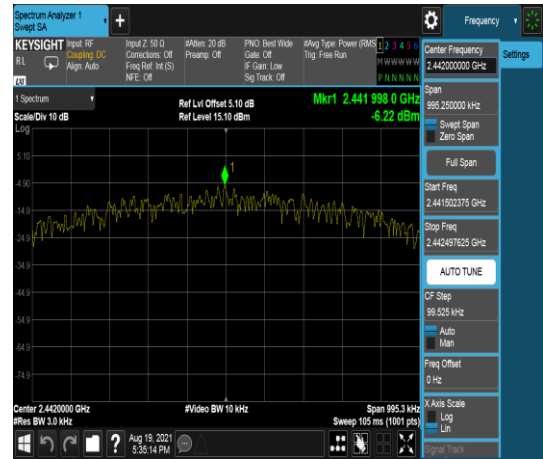 Spectrum Analyzer 1
Swept SA
Frequency
KEYSIGHT
Input: RF
Input Z: 50 Ω
#Atten: 20 dB
PNO: Best Wide
#Avg Type: Power (RMS
1 2 3 4 5 6
RL
Coupling: DC
Corrections: Off
Preamp: Off
Gate: Off
Trig: Free Run
Align: Auto
Freq Ref: Int (S)
IF Gain: Low
M W W W W W
NFE: Off
Sig Track: Off
P N N N N N
LXI
Center Frequency
2.442000000 GHz
Settings
1 Spectrum
Ref Lvl Offset 5.10 dB
Mkr1 2.441 998 0 GHz
Scale/Div 10 dB
Ref Level 15.10 dBm
-6.22 dBm
Log
Span
995.250000 kHz
Swept Span
Zero Span
Full Span
Start Freq
2.441502375 GHz
Stop Freq
2.442497625 GHz
AUTO TUNE
CF Step
99.525 kHz
Auto
Man
Freq Offset
0 Hz
X Axis Scale
Log
Lin
Signal Track
1
5.10
-4.90
-14.9
-24.9
-34.9
-44.9
-54.9
-64.9
-74.9
Center 2.4420000 GHz
#Video BW 10 kHz
Span 995.3 kHz
#Res BW 3.0 kHz
Sweep 105 ms (1001 pts)
?
Aug 19, 2021
5:35:14 PM